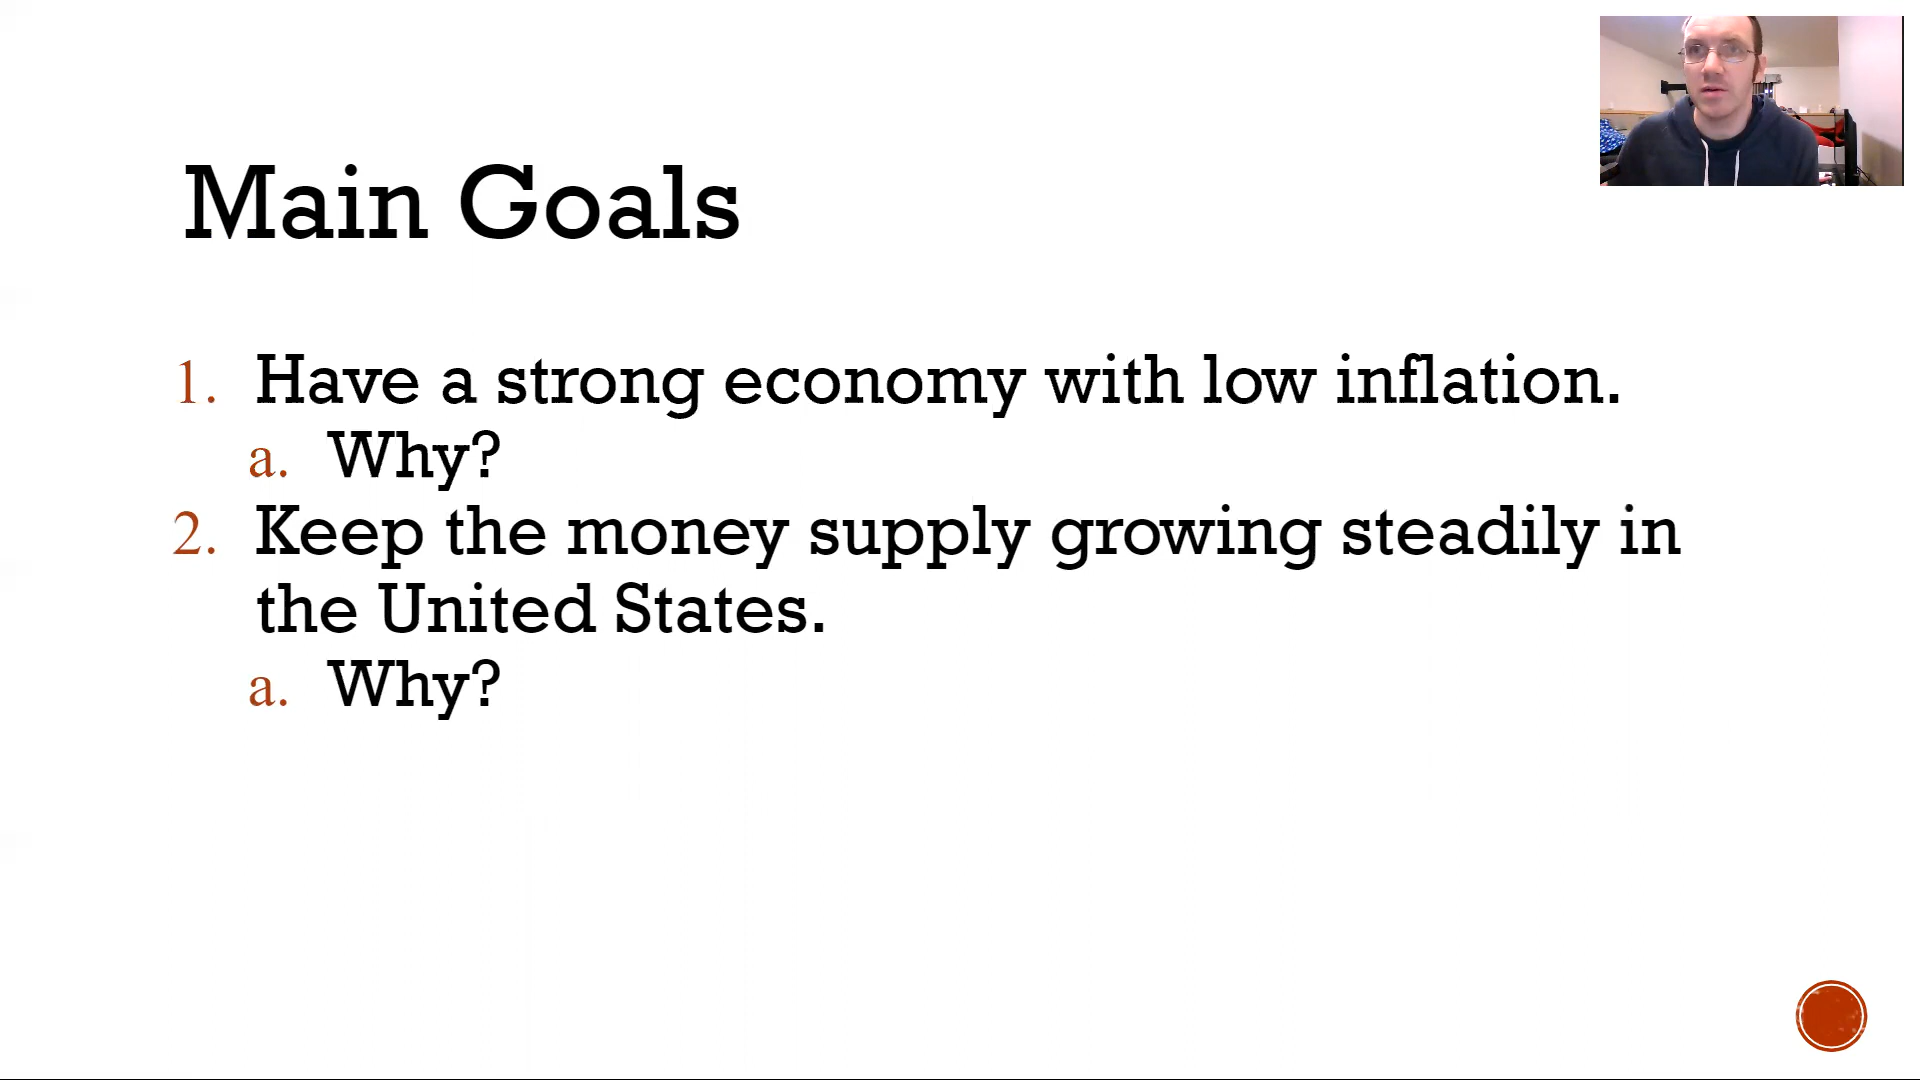 Main Goals
1. Have a strong economy with low inflation.
a. Why?
2. Keep the money supply growing steadily in
the United States.
a. Why?